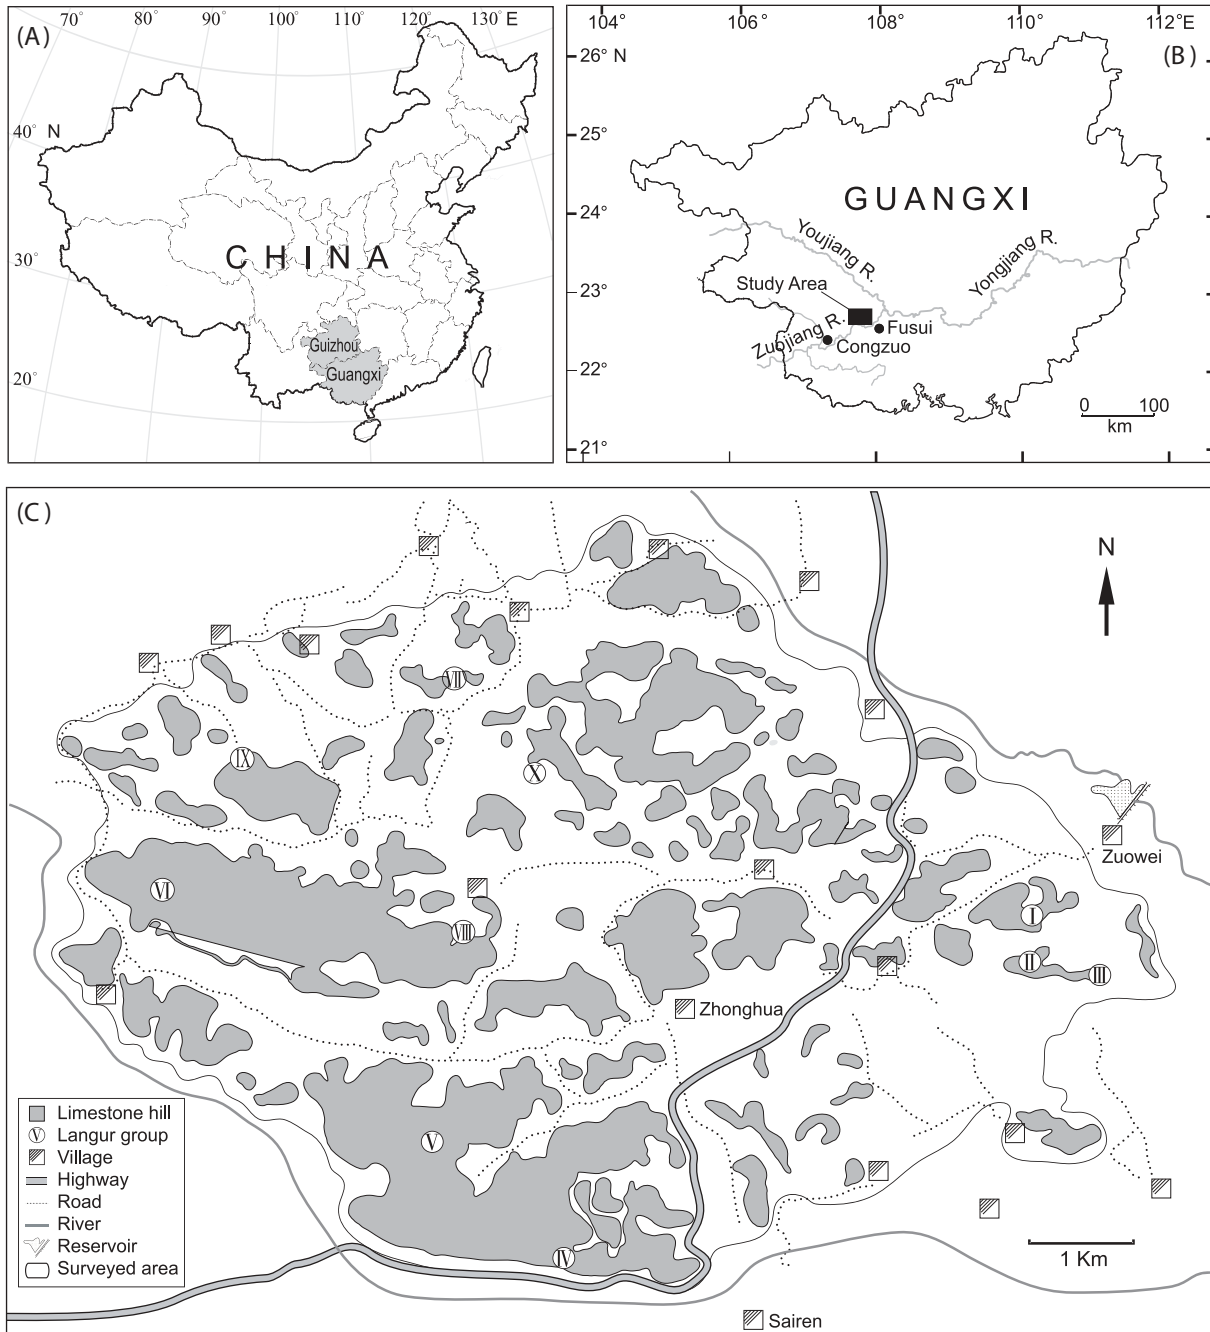 (A)
70°
80°
90°
100°
110°
120°
130° E
40° N
30°
20°
CHINA
Guizhou
Guangxi
(B)
104°
106°
108°
110°
112°E
26° N
25°
24°
23°
22°
21°
GUANGXI
Youjiang R.
Yongjiang R.
Study Area
Zuojiang R.
Fusui
Congzuo
0 100
km
(C)
N
VII
IX
X
Zuowei
VI
VIII
I
II
III
Zhonghua
V
IV
Limestone hill
V Langur group
Village
Highway
Road
River
Reservoir
Surveyed area
1 Km
Sairen